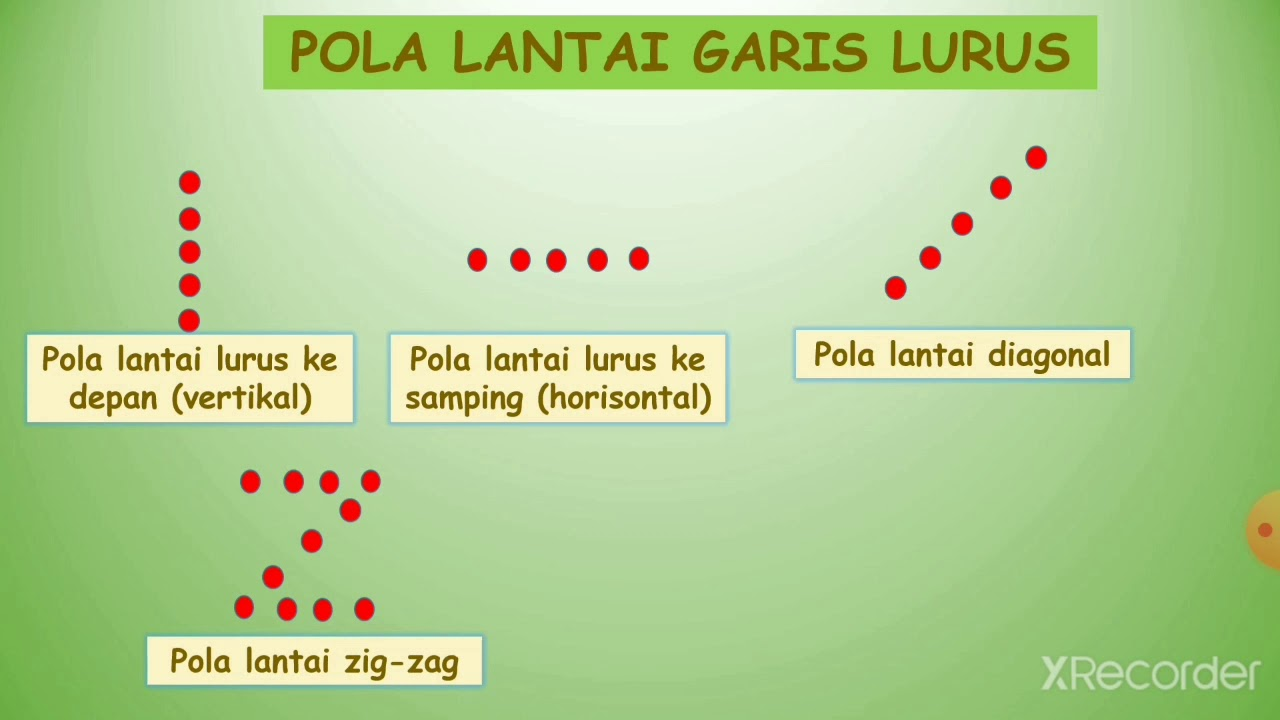 POLA LANTAI GARIS LURUS
Pola lantai lurus ke
depan (vertikal)
Pola lantai lurus ke
samping (horisontal)
Pola lantai diagonal
Pola lantai zig-zag
XRecorder